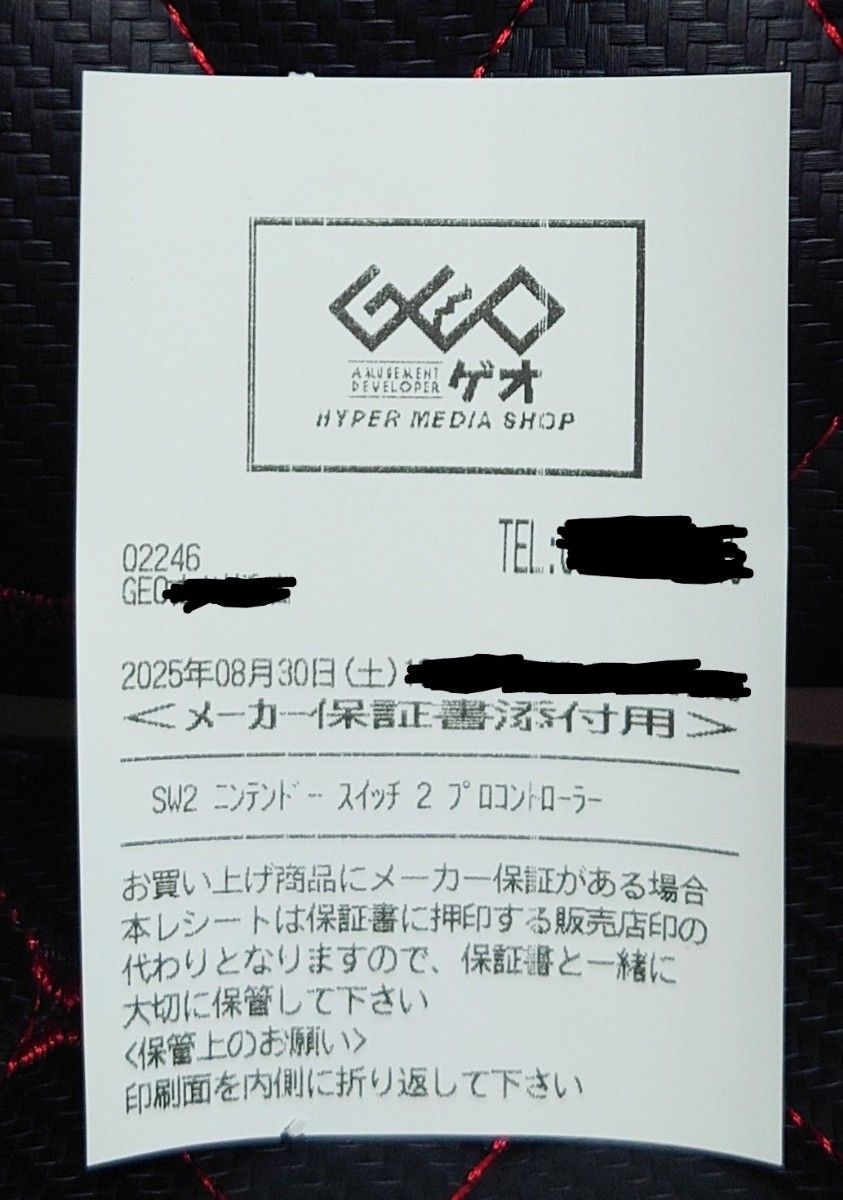 GEO
AMUSEMENT
DEVELOPER ゲオ
HYPER MEDIA SHOP
TEL:
02246
GEO
2025年08月30日(土)
＜メーカー保証書添付用＞
SW2 ニンテンドー スイッチ 2 プロコントローラー
お買い上げ商品にメーカー保証がある場合
本レシートは保証書に押印する販売店印の
代わりとなりますので、保証書と一緒に
大切に保管して下さい
<保管上のお願い>
印刷面を内側に折り返して下さい